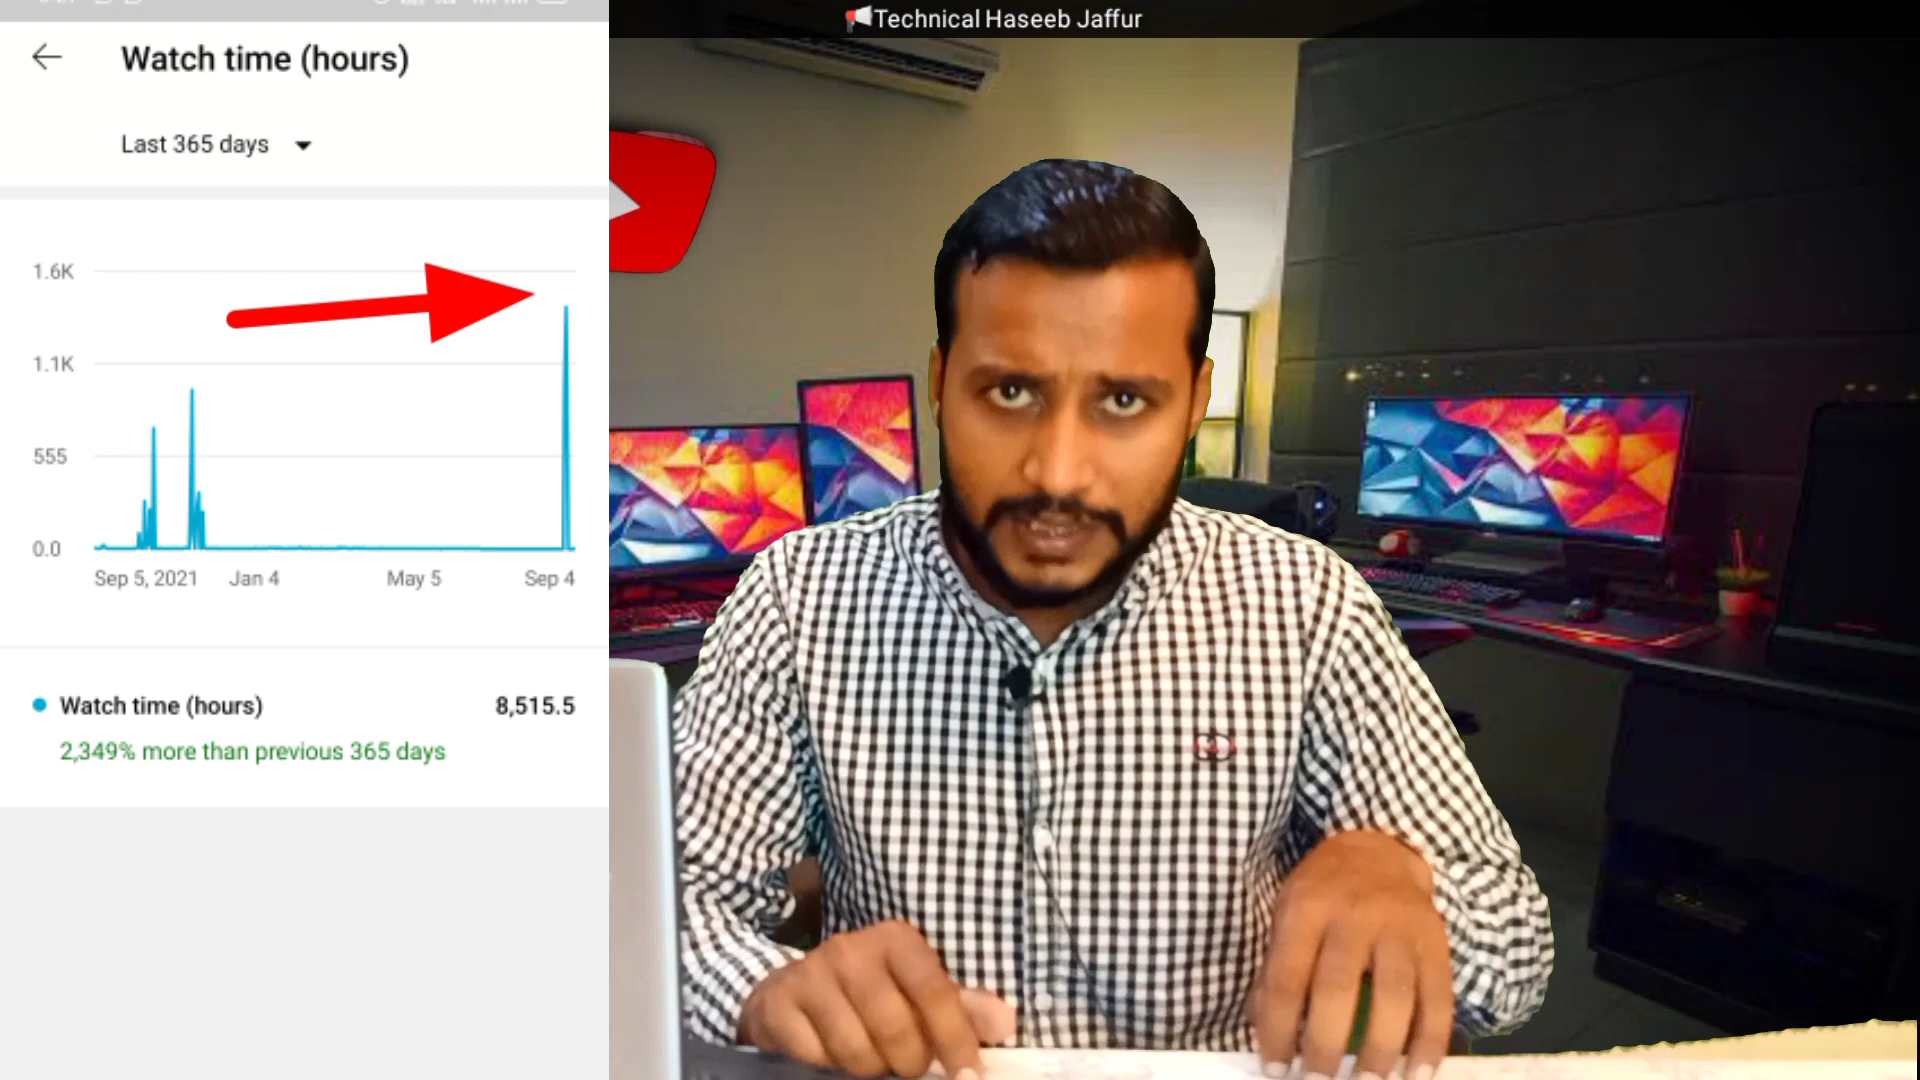 Watch time (hours)
Last 365 days
1.6K
1.1K
555
0.0
Sep 5, 2021 Jan 4 May 5 Sep 4
Watch time (hours) 8,515.5
2,349% more than previous 365 days
Technical Haseeb Jaffur